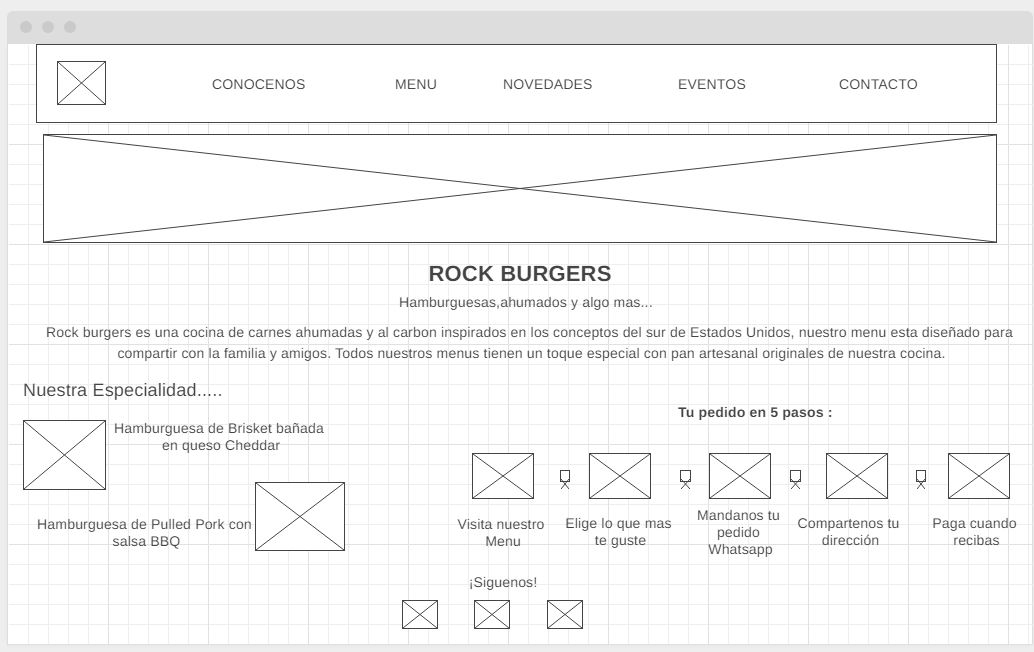 CONOCENOS MENU NOVEDADES EVENTOS CONTACTO
ROCK BURGERS
Hamburguesas,ahumados y algo mas...
Rock burgers es una cocina de carnes ahumadas y al carbon inspirados en los conceptos del sur de Estados Unidos, nuestro menu esta diseñado para
compartir con la familia y amigos. Todos nuestros menus tienen un toque especial con pan artesanal originales de nuestra cocina.
Nuestra Especialidad.....
Hamburguesa de Brisket bañada
en queso Cheddar
Hamburguesa de Pulled Pork con
salsa BBQ
Tu pedido en 5 pasos :
Visita nuestro
Menu
Elige lo que mas
te guste
Mandanos tu
pedido
Whatsapp
Compartenos tu
dirección
Paga cuando
recibas
¡Siguenos!